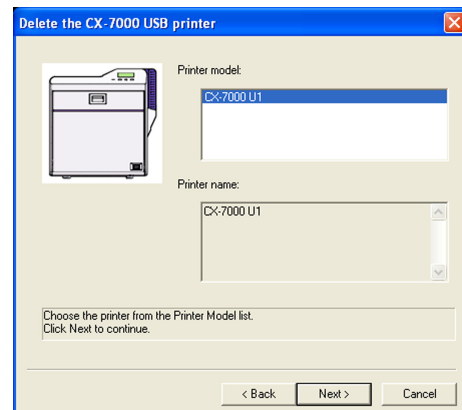 Delete the CX-7000 USB printer
Printer model:
CX-7000 U1
Printer name:
CX-7000 U1
Choose the printer from the Printer Model list.
Click Next to continue.
< Back
Next >
Cancel